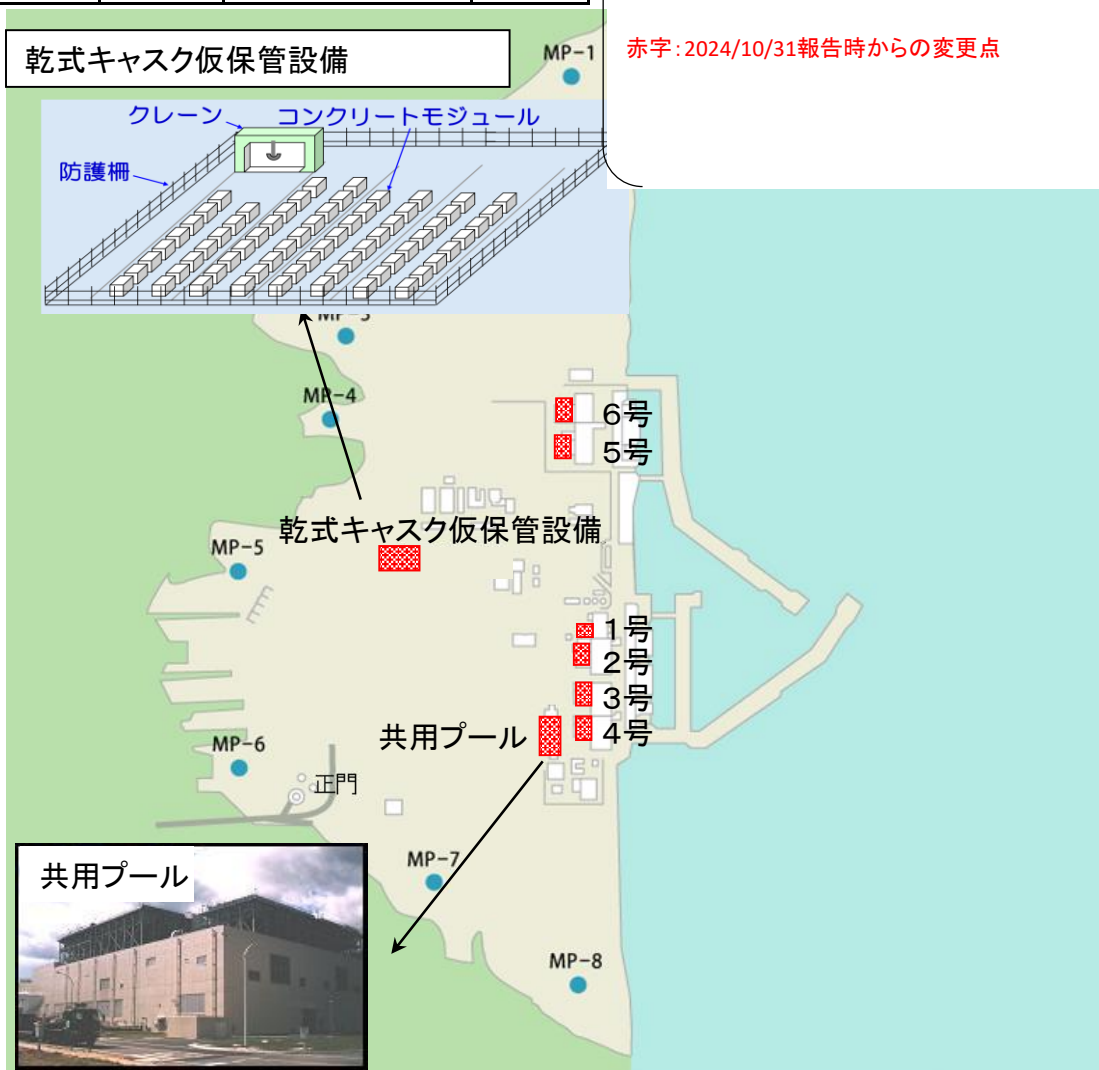 乾式キャスク仮保管設備
MP-1
赤字:2024/10/31報告時からの変更点
クレーン
コンクリートモジュール
防護柵
MP-4
6号
5号
乾式キャスク仮保管設備
MP-5
1号
2号
3号
共用プール
4号
MP-6
正門
共用プール
MP-7
MP-8